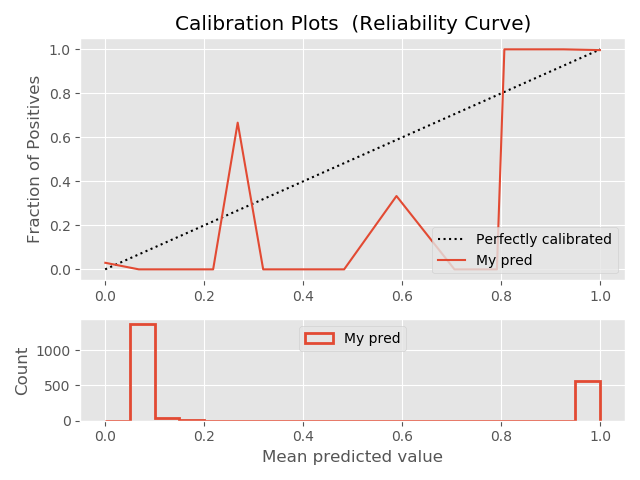 Calibration Plots  (Reliability Curve)
Fraction of Positives
1.0
0.8
0.6
0.4
0.2
0.0
Perfectly calibrated
My pred
0.0 0.2 0.4 0.6 0.8 1.0
Count
1000
500
0
My pred
0.0 0.2 0.4 0.6 0.8 1.0
Mean predicted value